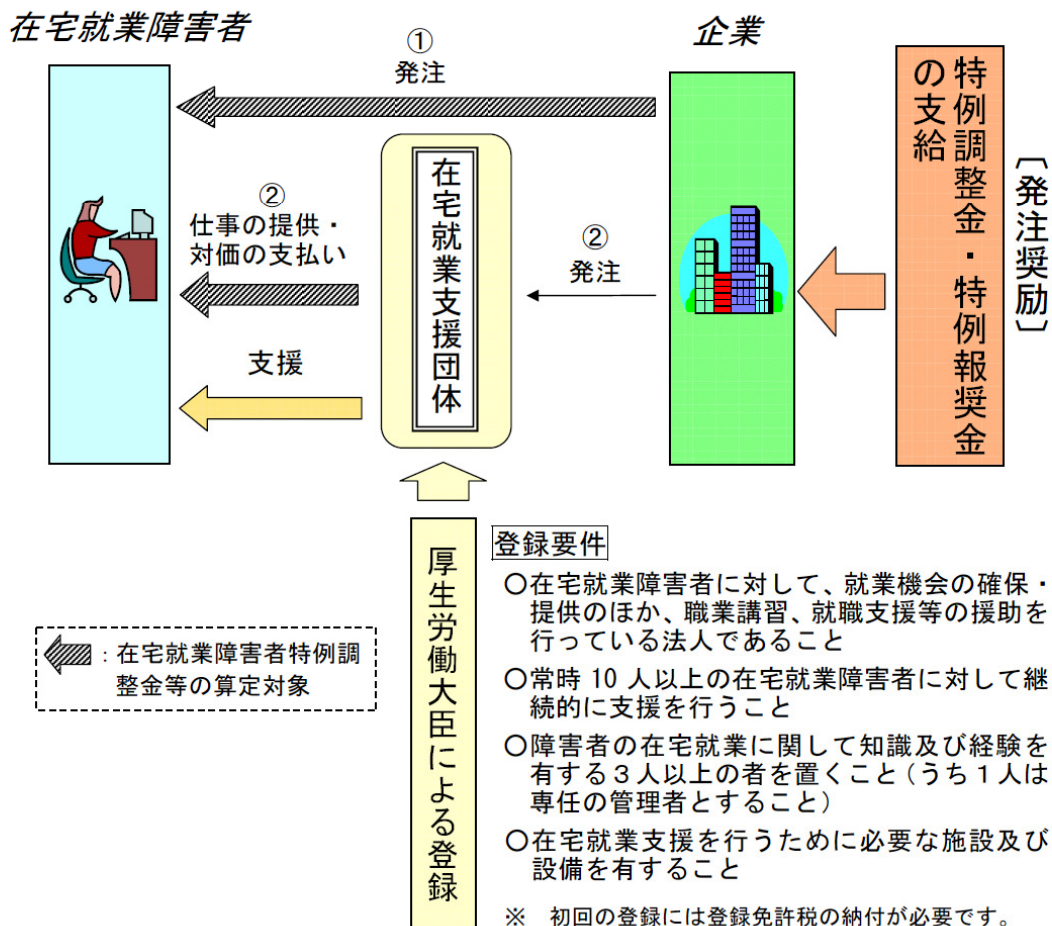 在宅就業障害者
企業
①
発注
②
仕事の提供・
対価の支払い
支援
在宅就業支援団体
②
発注
特例調整金・特例報奨金
の支給
〔発注奨励〕
厚生労働大臣による登録
：在宅就業障害者特例調
整金等の算定対象
登録要件
○在宅就業障害者に対して、就業機会の確保・
提供のほか、職業講習、就職支援等の援助を
行っている法人であること
○常時 10 人以上の在宅就業障害者に対して継
続的に支援を行うこと
○障害者の在宅就業に関して知識及び経験を
有する３人以上の者を置くこと（うち１人は
専任の管理者とすること）
○在宅就業支援を行うために必要な施設及び
設備を有すること
※　初回の登録には登録免許税の納付が必要です。